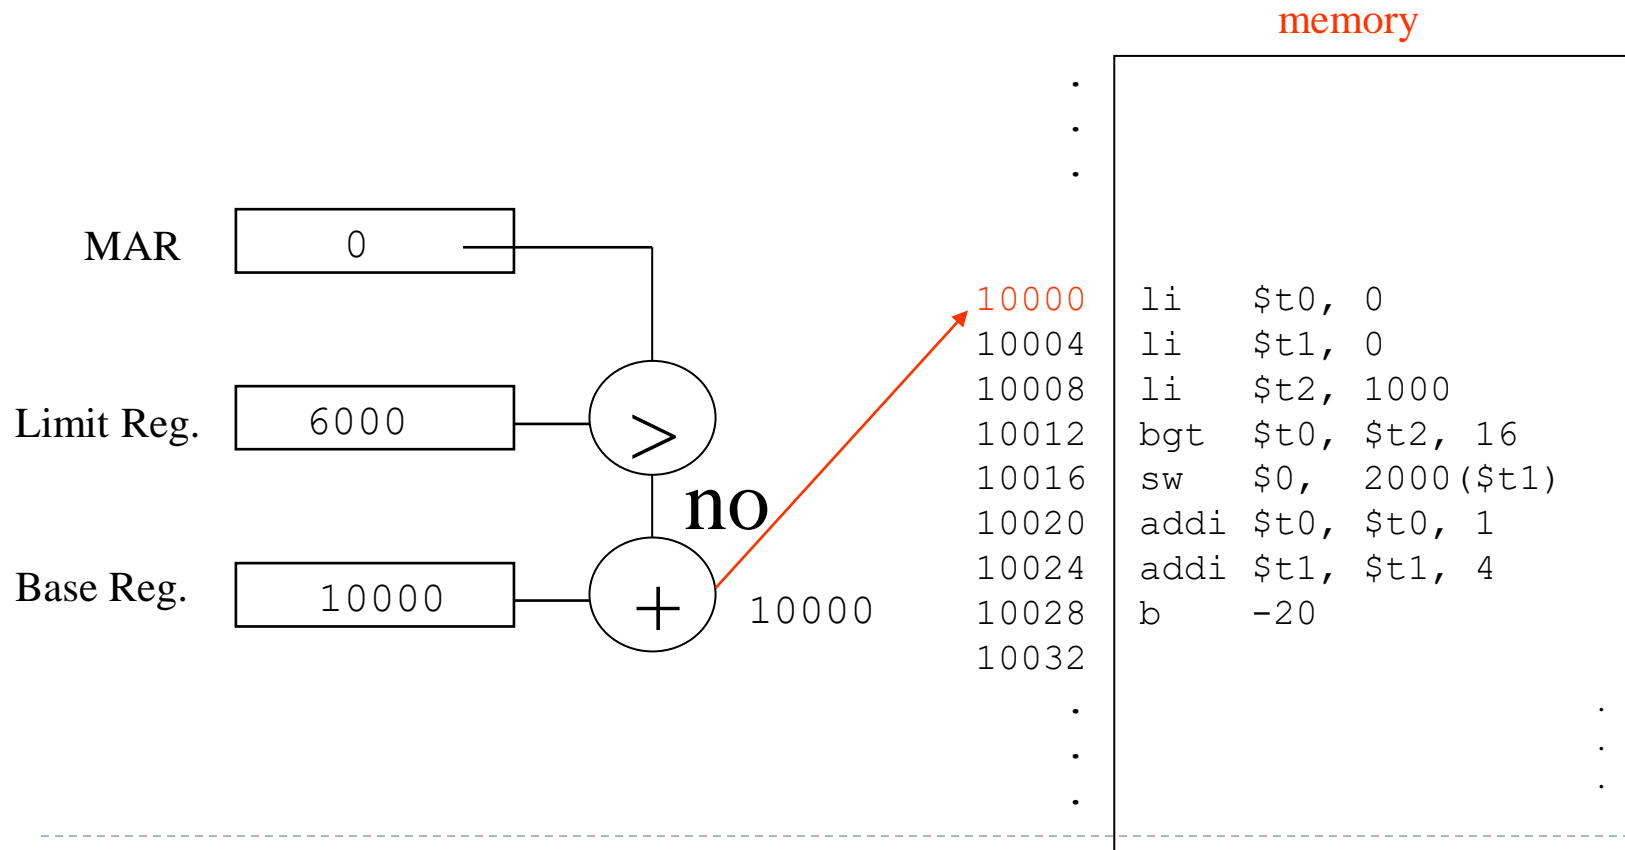 memory
.
.
.
MAR
0
Limit Reg.
6000
>
no
Base Reg.
10000
+
10000
10000 li $t0, 0
10004 li $t1, 0
10008 li $t2, 1000
10012 bgt $t0, $t2, 16
10016 sw $0, 2000($t1)
10020 addi $t0, $t0, 1
10024 addi $t1, $t1, 4
10028 b -20
10032
. .
. .
. .